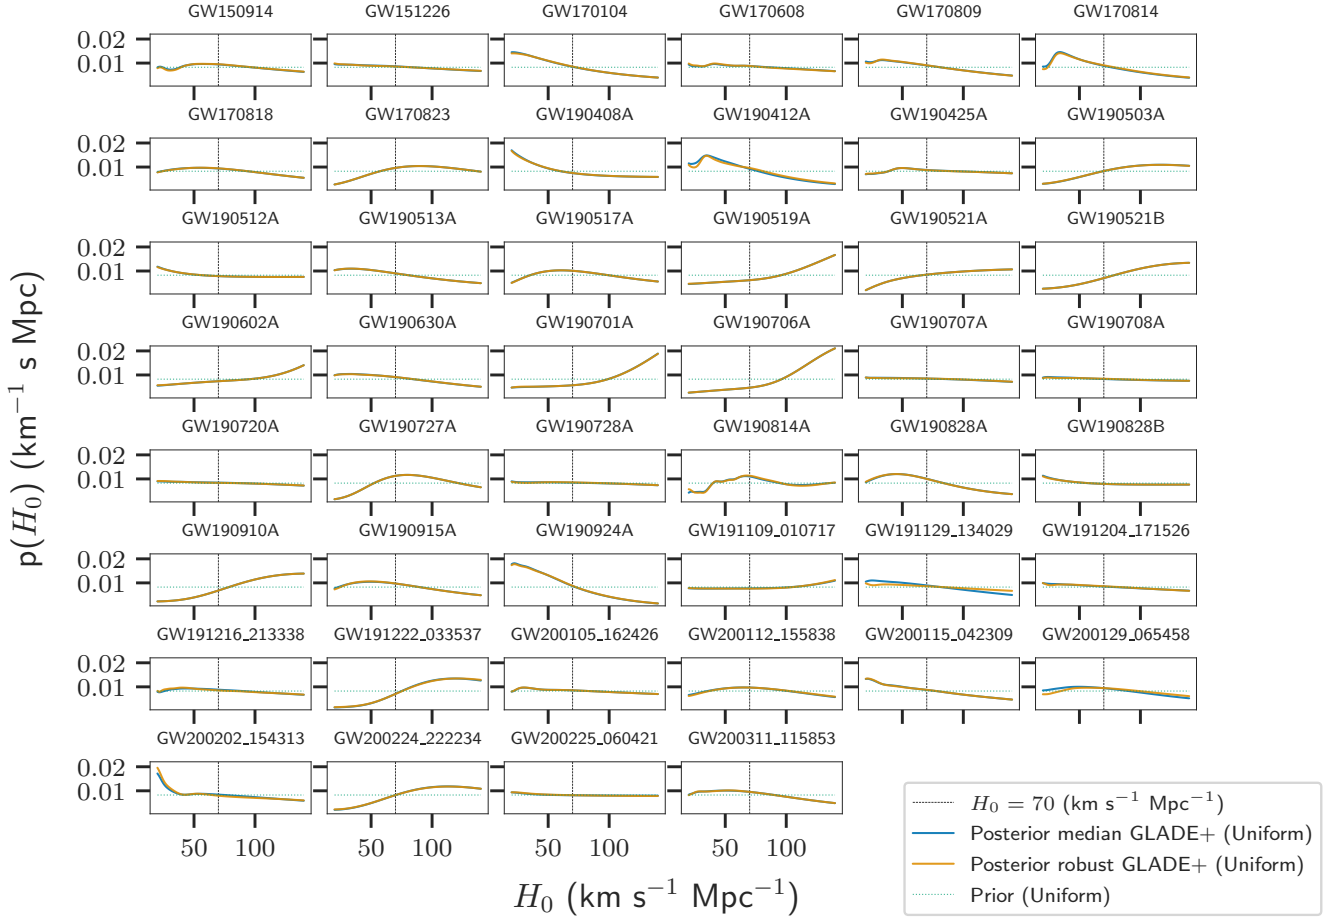 GW150914 GW151226 GW170104 GW170608 GW170809 GW170814
0.02
0.01
GW170818 GW170823 GW190408A GW190412A GW190425A GW190503A
0.02
0.01
GW190512A GW190513A GW190517A GW190519A GW190521A GW190521B
0.02
0.01
GW190602A GW190630A GW190701A GW190706A GW190707A GW190708A
0.02
0.01
GW190720A GW190727A GW190728A GW190814A GW190828A GW190828B
0.02
0.01
GW190910A GW190915A GW190924A GW191109_010717 GW191129_134029 GW191204_171526
0.02
0.01
GW191216_213338 GW191222_033537 GW200105_162426 GW200112_155838 GW200115_042309 GW200129_065458
0.02
0.01
GW200202_154313 GW200224_222234 GW200225_060421 GW200311_115853
0.02
0.01
50 100 50 100 50 100 50 100
p(H₀) (km⁻¹ s Mpc)
H₀ (km s⁻¹ Mpc⁻¹)
H₀ = 70 (km s⁻¹ Mpc⁻¹)
Posterior median GLADE+ (Uniform)
Posterior robust GLADE+ (Uniform)
Prior (Uniform)